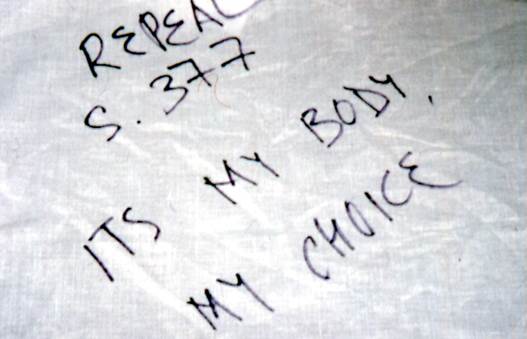 REPEAL
S. 377
ITS MY BODY,
MY CHOICE